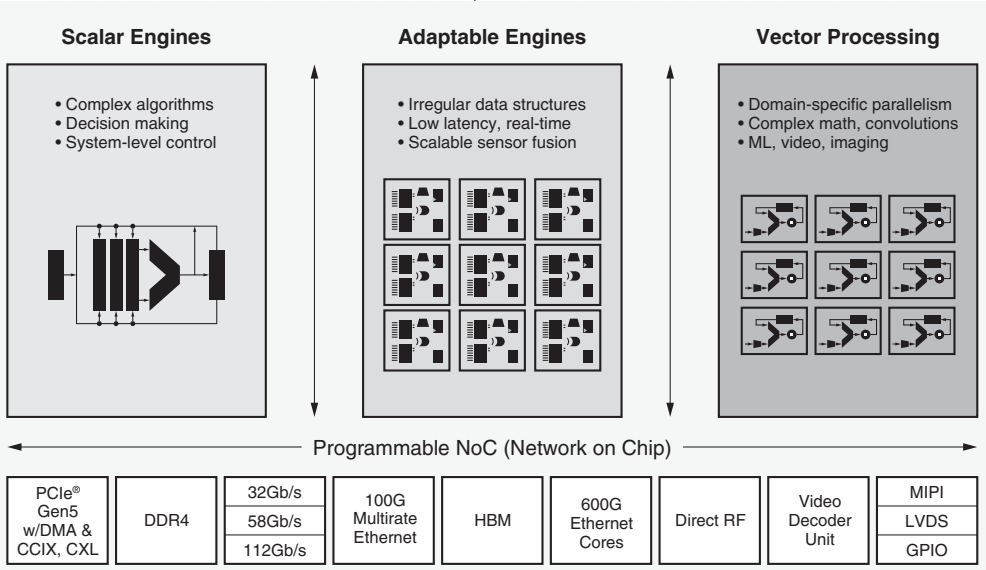 Scalar Engines
Adaptable Engines
Vector Processing
• Complex algorithms
• Decision making
• System-level control
• Irregular data structures
• Low latency, real-time
• Scalable sensor fusion
• Domain-specific parallelism
• Complex math, convolutions
• ML, video, imaging
Programmable NoC (Network on Chip)
PCIe®
Gen5
w/DMA &
CCIX, CXL
DDR4
32Gb/s
58Gb/s
112Gb/s
100G
Multirate
Ethernet
HBM
600G
Ethernet
Cores
Direct RF
Video
Decoder
Unit
MIPI
LVDS
GPIO